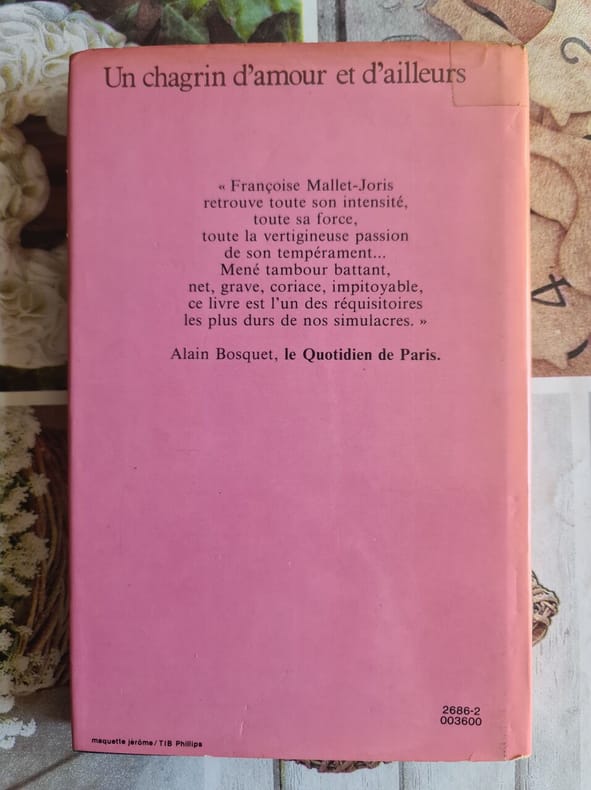 Un chagrin d'amour et d'ailleurs
« Françoise Mallet-Joris
retrouve toute son intensité,
toute sa force,
toute la vertigineuse passion
de son tempérament...
Mené tambour battant,
net, grave, coriace, impitoyable,
ce livre est l'un des réquisitoires
les plus durs de nos simulacres. »
Alain Bosquet, le Quotidien de Paris.
2686-2
003600
maquette jérôme/TIB Phillips